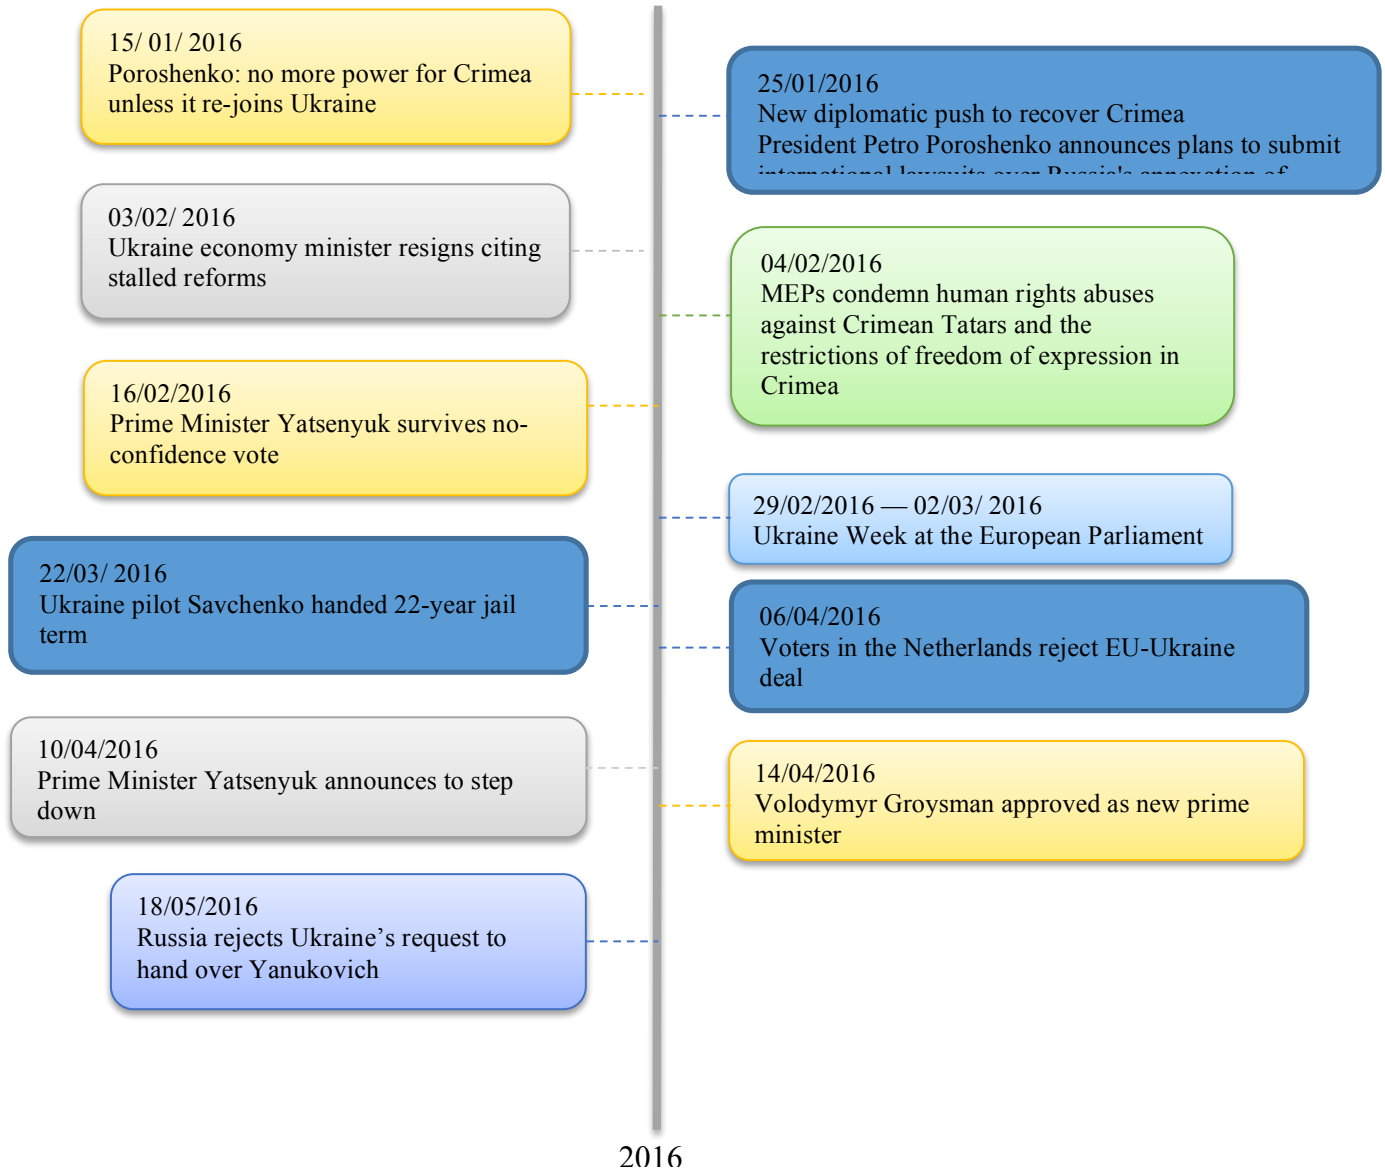 15/ 01/ 2016
Poroshenko: no more power for Crimea
unless it re-joins Ukraine
25/01/2016
New diplomatic push to recover Crimea
President Petro Poroshenko announces plans to submit
international lawsuits over Russia's annexation of
03/02/ 2016
Ukraine economy minister resigns citing
stalled reforms
04/02/2016
MEPs condemn human rights abuses
against Crimean Tatars and the
restrictions of freedom of expression in
Crimea
16/02/2016
Prime Minister Yatsenyuk survives no-
confidence vote
29/02/2016 — 02/03/ 2016
Ukraine Week at the European Parliament
22/03/ 2016
Ukraine pilot Savchenko handed 22-year jail
term
06/04/2016
Voters in the Netherlands reject EU-Ukraine
deal
10/04/2016
Prime Minister Yatsenyuk announces to step
down
14/04/2016
Volodymyr Groysman approved as new prime
minister
18/05/2016
Russia rejects Ukraine’s request to
hand over Yanukovich
2016